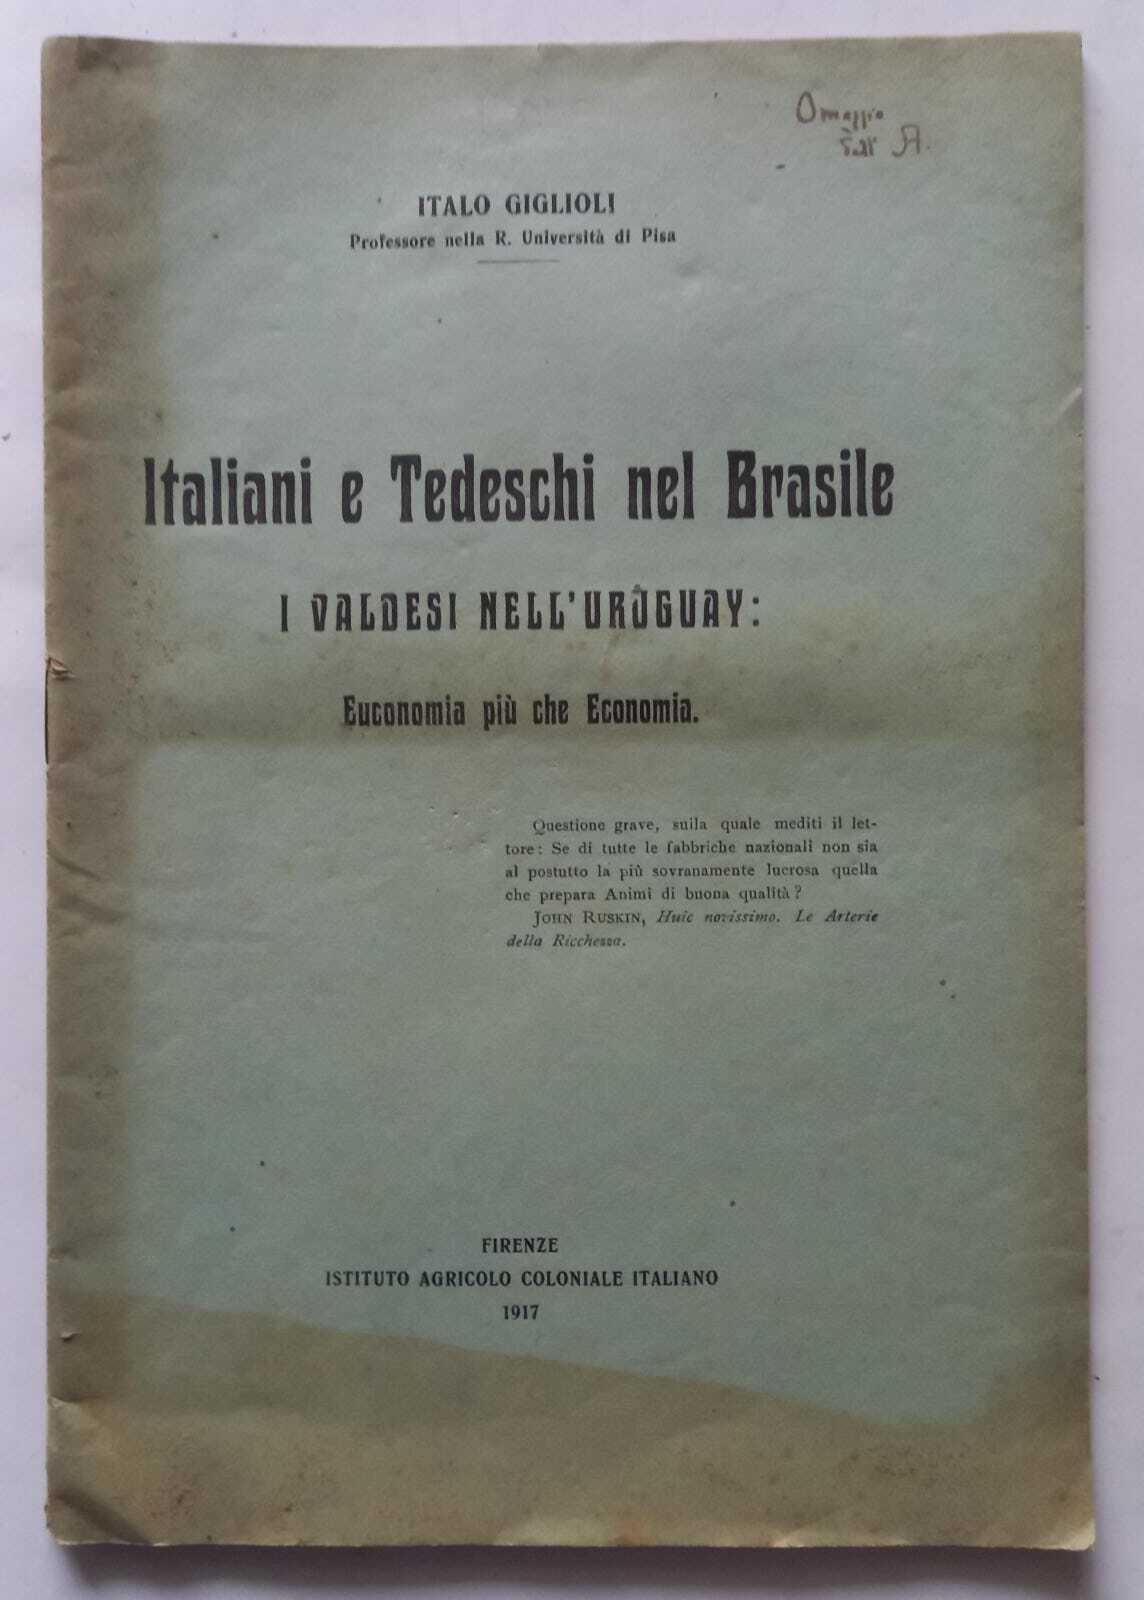 Omaggio
dell' A.
ITALO GIGLIOLI
Professore nella R. Università di Pisa
Italiani e Tedeschi nel Brasile
I VALDESI NELL'URUGUAY:
Euconomia più che Economia.
Questione grave, sulla quale mediti il let-
tore: Se di tutte le fabbriche nazionali non sia
al postutto la più sovranamente lucrosa quella
che prepara Animi di buona qualità?
JOHN RUSKIN, Huic novissimo. Le Arterie
della Ricchezza.
FIRENZE
ISTITUTO AGRICOLO COLONIALE ITALIANO
1917